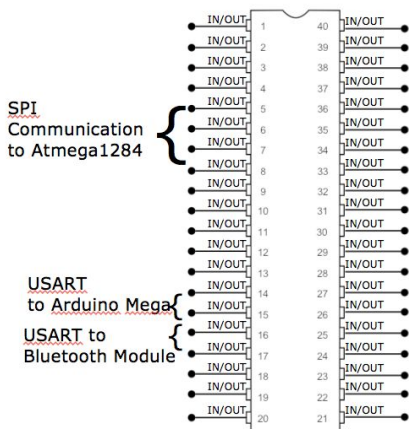 IN/OUT 1 40 IN/OUT
IN/OUT 2 39 IN/OUT
IN/OUT 3 38 IN/OUT
IN/OUT 4 37 IN/OUT
SPI
Communication
to Atmega1284
IN/OUT 5 36 IN/OUT
IN/OUT 6 35 IN/OUT
IN/OUT 7 34 IN/OUT
IN/OUT 8 33 IN/OUT
IN/OUT 9 32 IN/OUT
IN/OUT 10 31 IN/OUT
IN/OUT 11 30 IN/OUT
IN/OUT 12 29 IN/OUT
IN/OUT 13 28 IN/OUT
USART
to Arduino Mega
IN/OUT 14 27 IN/OUT
IN/OUT 15 26 IN/OUT
USART to
Bluetooth Module
IN/OUT 16 25 IN/OUT
IN/OUT 17 24 IN/OUT
IN/OUT 18 23 IN/OUT
IN/OUT 19 22 IN/OUT
IN/OUT 20 21 IN/OUT